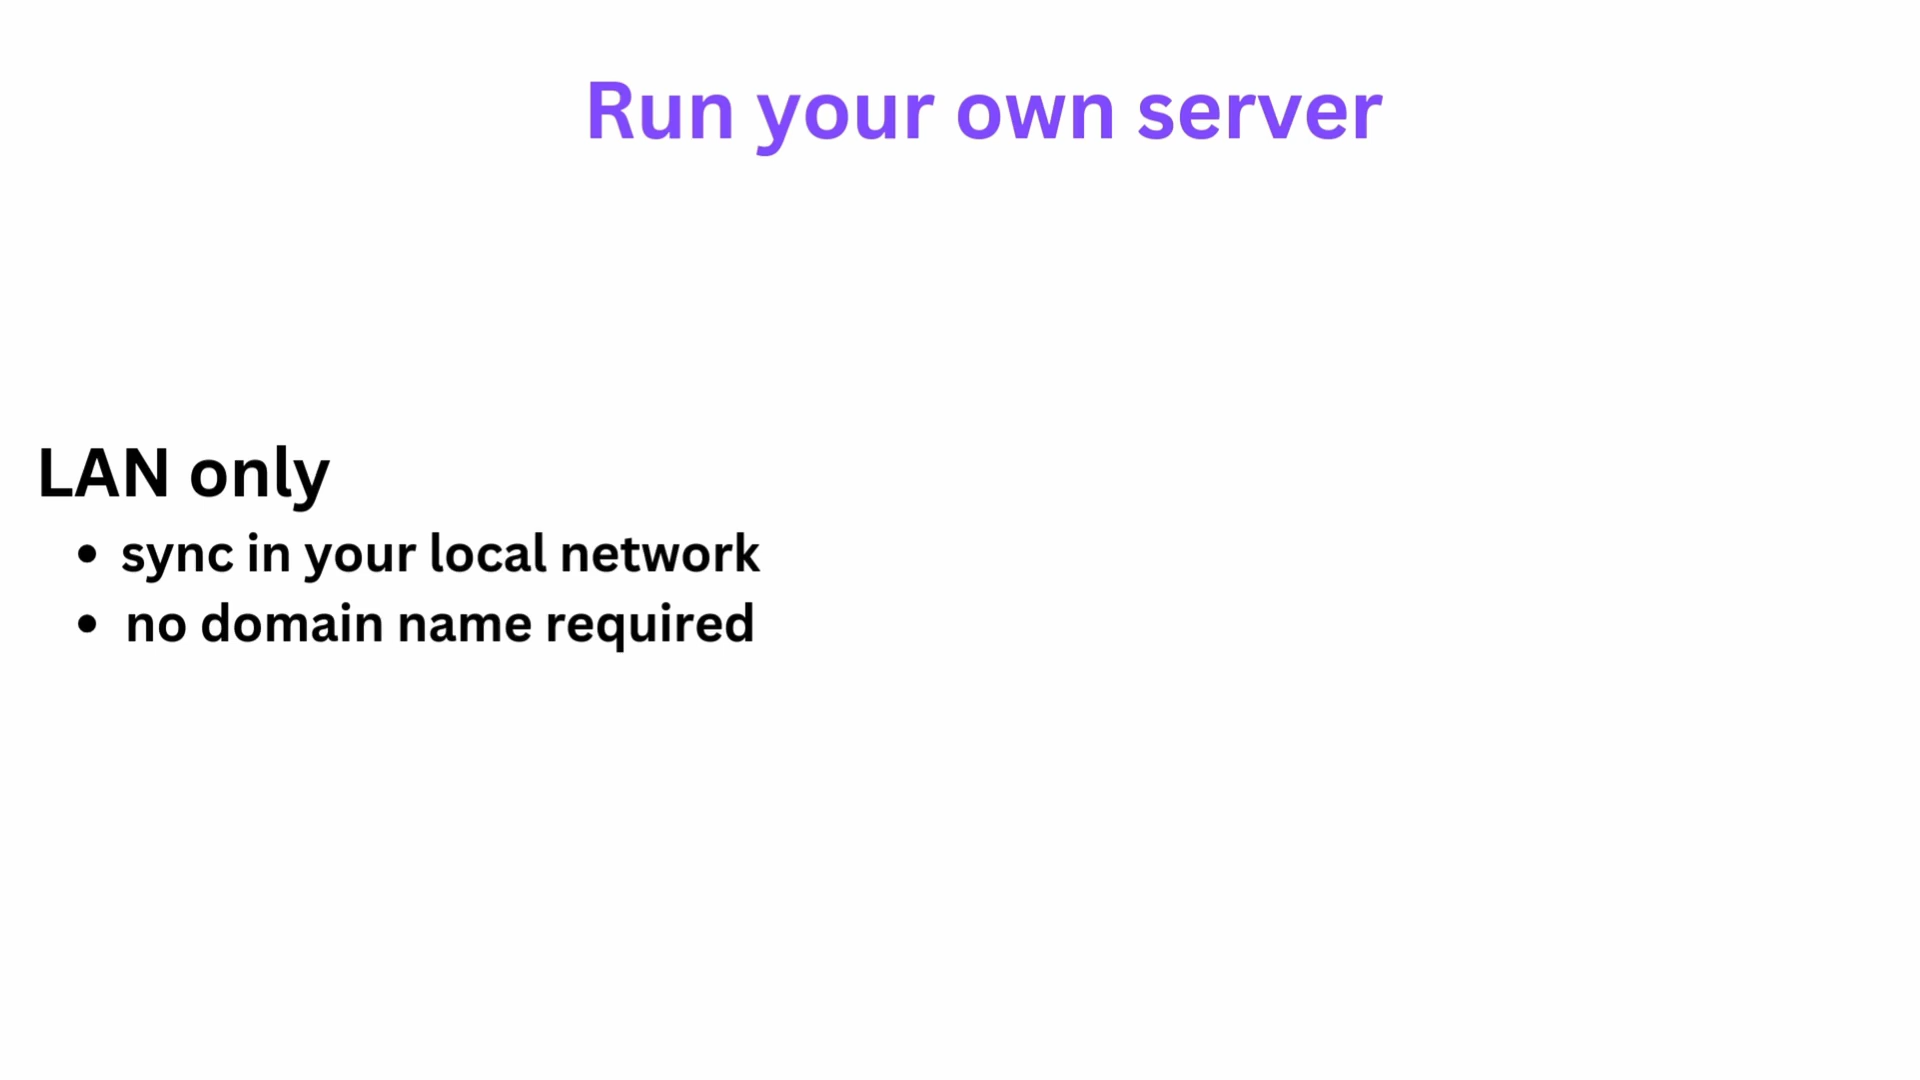 Run your own server
LAN only
• sync in your local network
• no domain name required